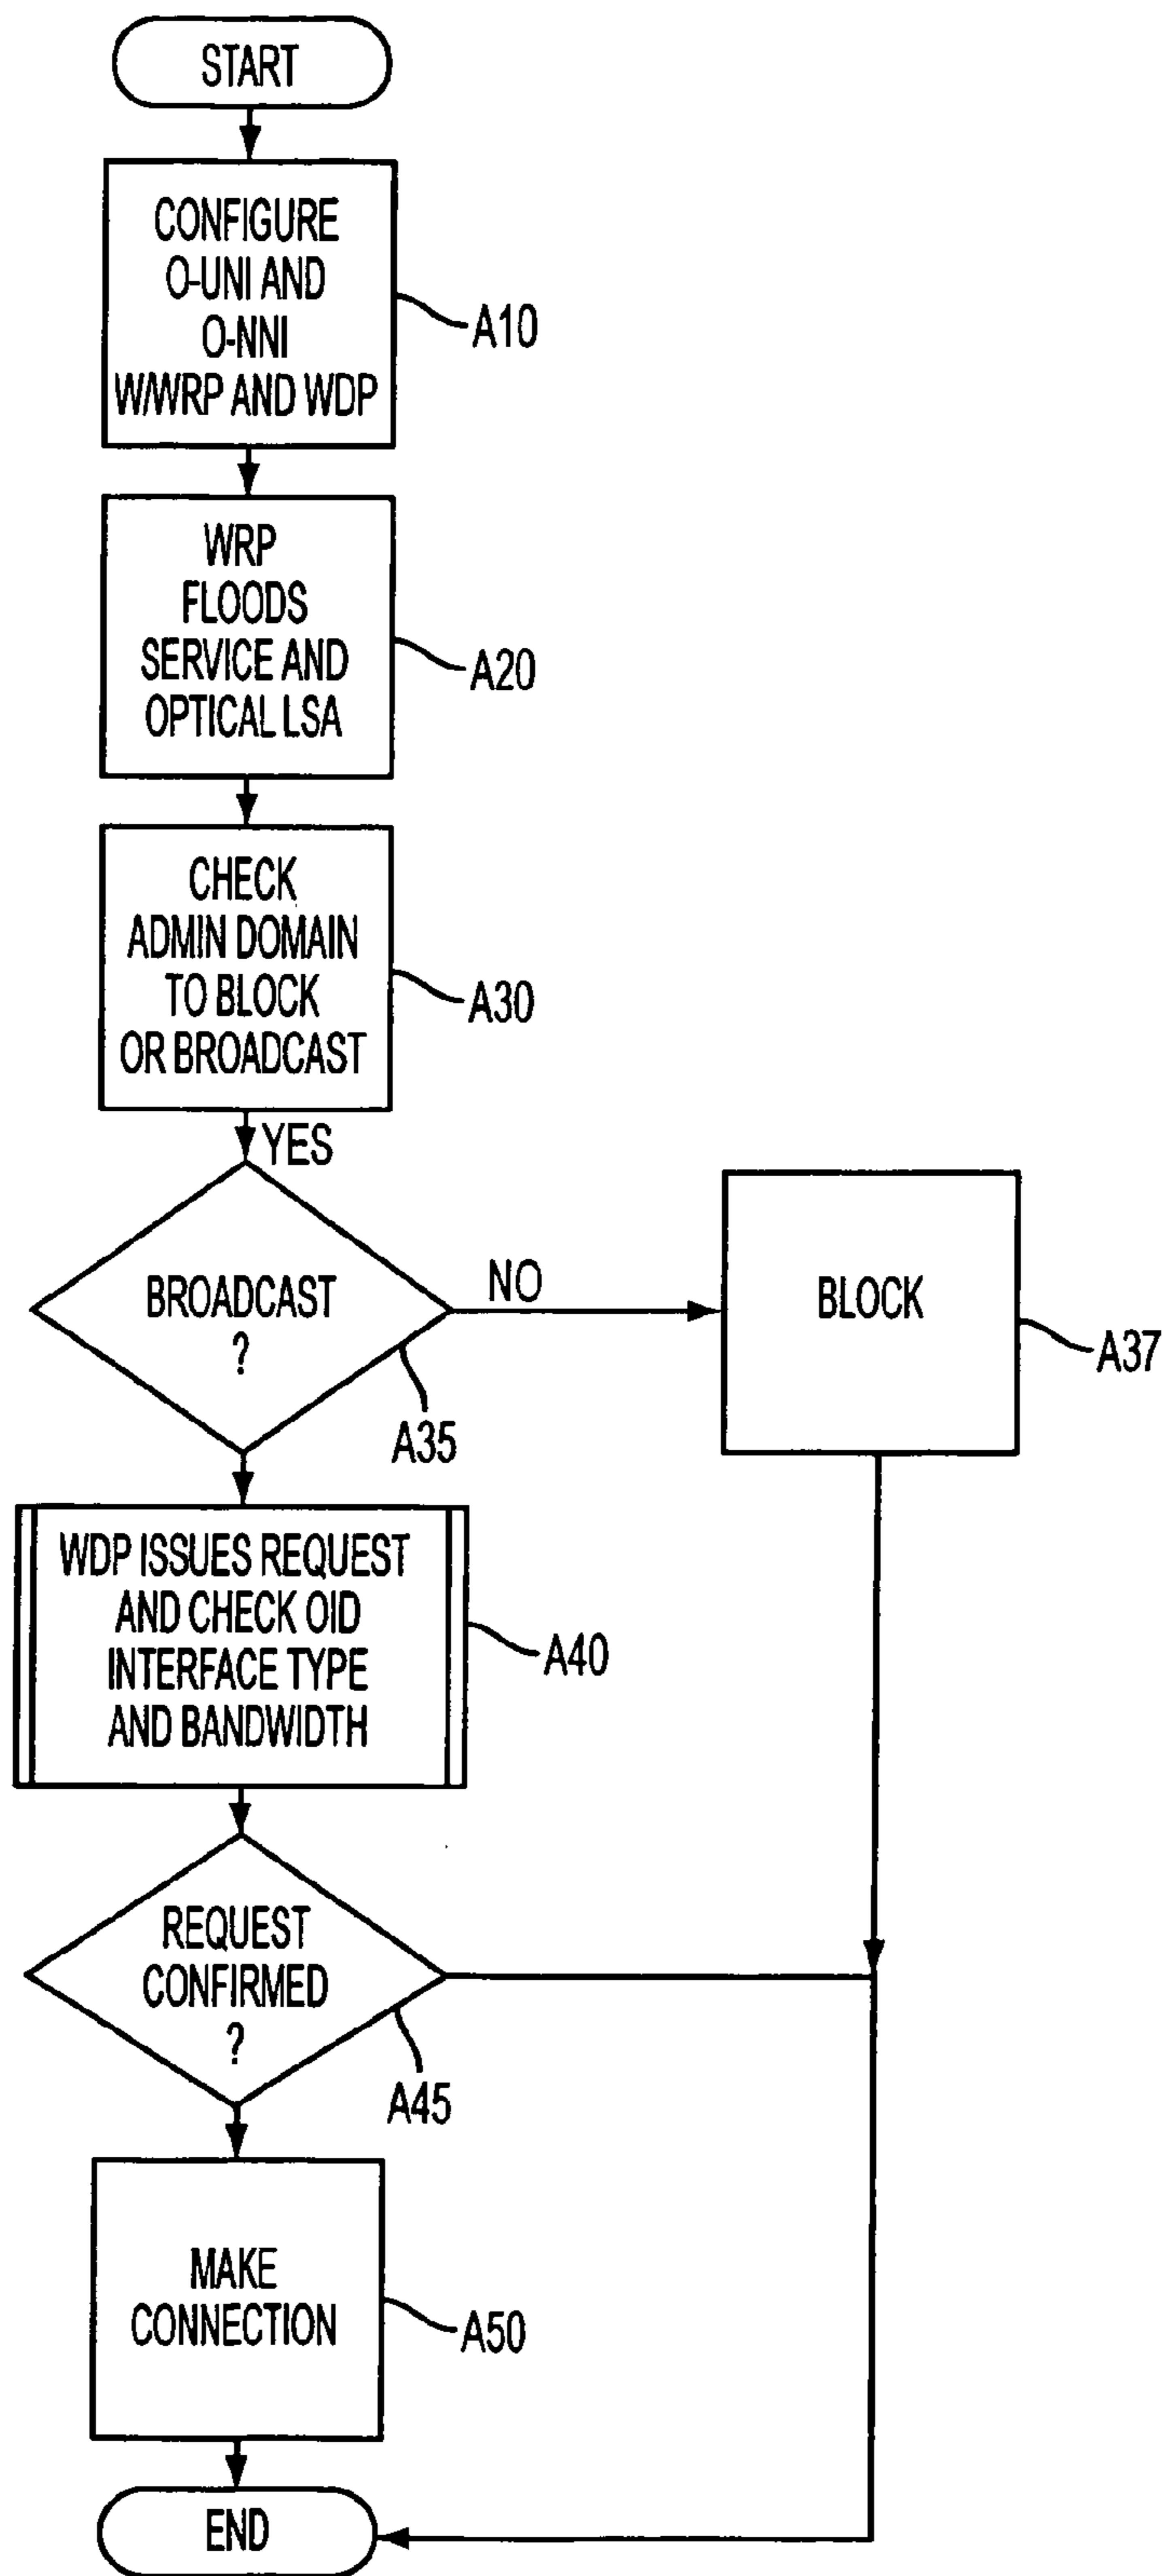 START
CONFIGURE
O-UNI AND
O-NNI
W/WRP AND WDP
A10
WRP
FLOODS
SERVICE AND
OPTICAL LSA
A20
CHECK
ADMIN DOMAIN
TO BLOCK
OR BROADCAST
A30
YES
BROADCAST
?
A35
NO
BLOCK
A37
WDP ISSUES REQUEST
AND CHECK OID
INTERFACE TYPE
AND BANDWIDTH
A40
REQUEST
CONFIRMED
?
A45
MAKE
CONNECTION
A50
END